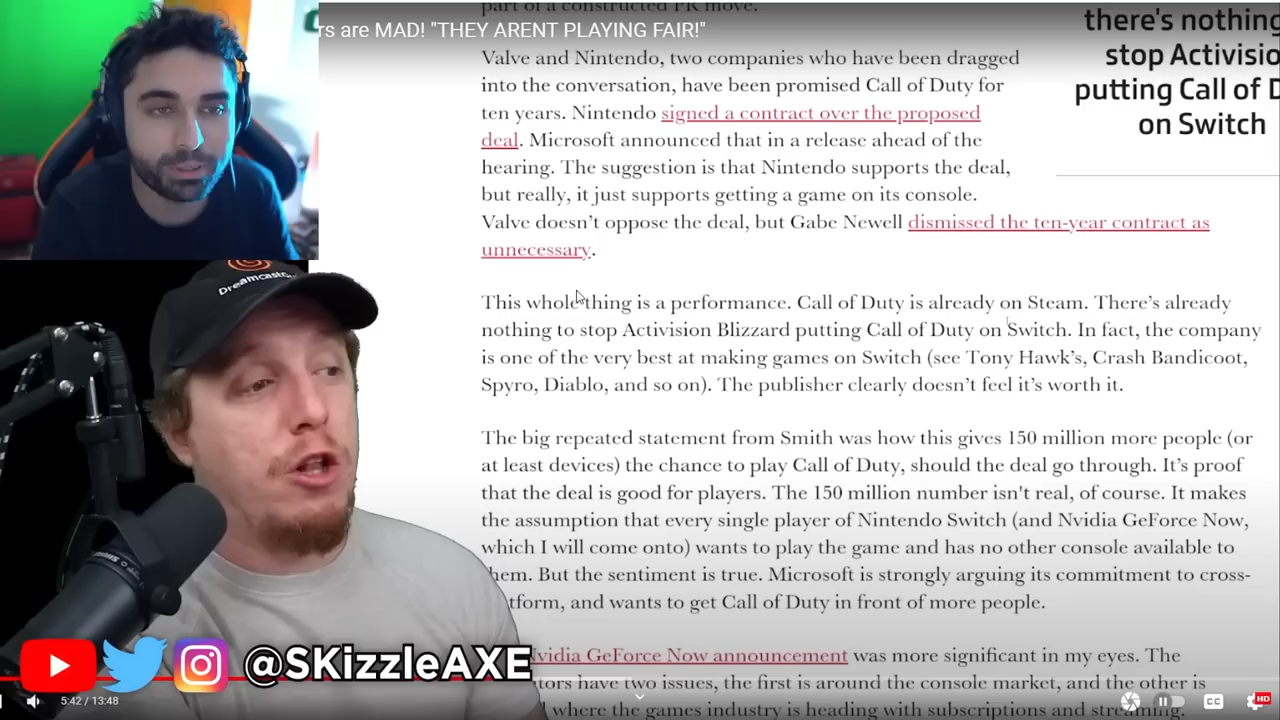 part of a constructed PR move.
rs are MAD! "THEY ARENT PLAYING FAIR!"
Valve and Nintendo, two companies who have been dragged
into the conversation, have been promised Call of Duty for
ten years. Nintendo signed a contract over the proposed
deal. Microsoft announced that in a release ahead of the
hearing. The suggestion is that Nintendo supports the deal,
but really, it just supports getting a game on its console.
Valve doesn’t oppose the deal, but Gabe Newell dismissed the ten-year contract as
unnecessary.
there's nothing
stop Activisio
putting Call of D
on Switch
Dreamcast
This whole thing is a performance. Call of Duty is already on Steam. There’s already
nothing to stop Activision Blizzard putting Call of Duty on Switch. In fact, the company
is one of the very best at making games on Switch (see Tony Hawk’s, Crash Bandicoot,
Spyro, Diablo, and so on). The publisher clearly doesn’t feel it’s worth it.
The big repeated statement from Smith was how this gives 150 million more people (or
at least devices) the chance to play Call of Duty, should the deal go through. It’s proof
that the deal is good for players. The 150 million number isn't real, of course. It makes
the assumption that every single player of Nintendo Switch (and Nvidia GeForce Now,
which I will come onto) wants to play the game and has no other console available to
hem. But the sentiment is true. Microsoft is strongly arguing its commitment to cross-
tform, and wants to get Call of Duty in front of more people.
vidia GeForce Now announcement was more significant in my eyes. The
tors have two issues, the first is around the console market, and the other is
where the games industry is heading with subscriptions and streaming.
@SKizzleAXE
5:42 / 13:48
CC
HD